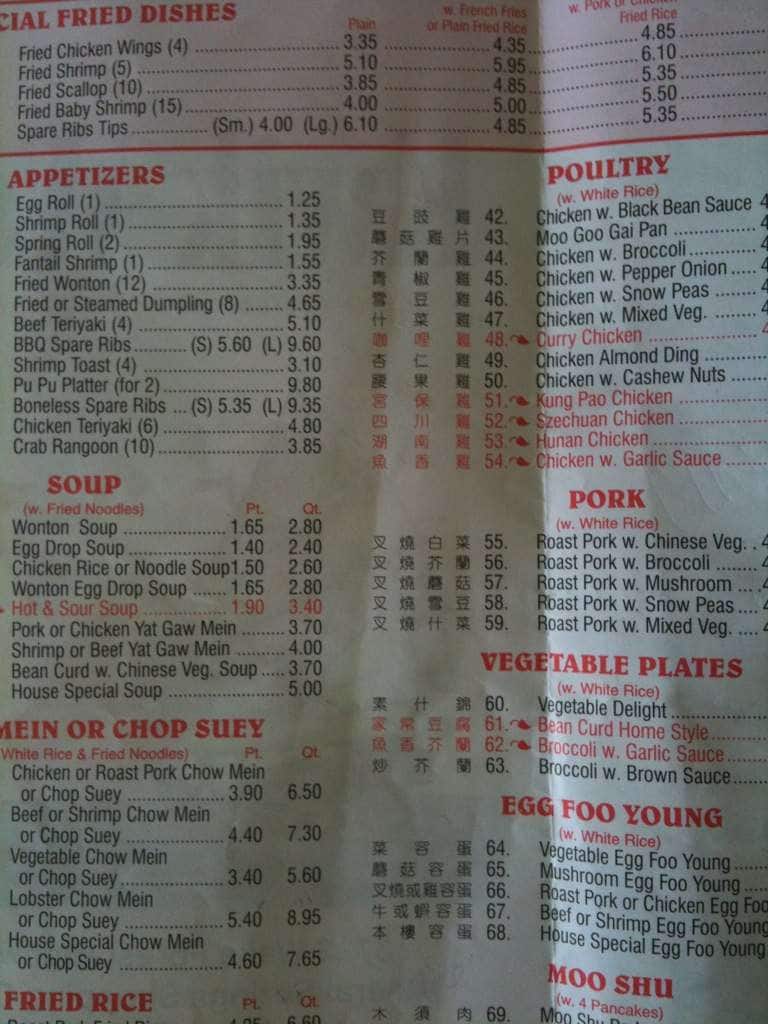 CIAL FRIED DISHES
Plain w. French Fries or Plain Fried Rice w. Pork or Fried Rice
Fried Chicken Wings (4) 3.35 4.35 4.85
Fried Shrimp (5) 5.10 5.95 6.10
Fried Scallop (10) 3.85 4.85 5.35
Fried Baby Shrimp (15) 4.00 5.00 5.50
Spare Ribs Tips (Sm.) 4.00 (Lg.) 6.10 4.85 5.35
APPETIZERS
Egg Roll (1) 1.25
Shrimp Roll (1) 1.35
Spring Roll (2) 1.95
Fantail Shrimp (1) 1.55
Fried Wonton (12) 3.35
Fried or Steamed Dumpling (8) 4.65
Beef Teriyaki (4) 5.10
BBQ Spare Ribs (S) 5.60 (L) 9.60
Shrimp Toast (4) 3.10
Pu Pu Platter (for 2) 9.80
Boneless Spare Ribs (S) 5.35 (L) 9.35
Chicken Teriyaki (6) 4.80
Crab Rangoon (10) 3.85
SOUP
(w. Fried Noodles) Pt. Qt.
Wonton Soup 1.65 2.80
Egg Drop Soup 1.40 2.40
Chicken Rice or Noodle Soup 1.50 2.60
Wonton Egg Drop Soup 1.65 2.80
Hot & Sour Soup 1.90 3.40
Pork or Chicken Yat Gaw Mein 3.70
Shrimp or Beef Yat Gaw Mein 4.00
Bean Curd w. Chinese Veg. Soup 3.70
House Special Soup 5.00
MEIN OR CHOP SUEY
White Rice & Fried Noodles) Pt. Qt.
Chicken or Roast Pork Chow Mein
or Chop Suey 3.90 6.50
Beef or Shrimp Chow Mein
or Chop Suey 4.40 7.30
Vegetable Chow Mein
or Chop Suey 3.40 5.60
Lobster Chow Mein
or Chop Suey 5.40 8.95
House Special Chow Mein
or Chop Suey 4.60 7.65
FRIED RICE Pt. Qt.
6.60
POULTRY
(w. White Rice)
豆豉雞 42. Chicken w. Black Bean Sauce 4
蘑菇雞片 43. Moo Goo Gai Pan 4
芥蘭雞 44. Chicken w. Broccoli 4
青椒雞 45. Chicken w. Pepper Onion 4
雪豆雞 46. Chicken w. Snow Peas 4
什菜雞 47. Chicken w. Mixed Veg. 4
咖哩雞 48. Curry Chicken 4
杏仁雞 49. Chicken Almond Ding
腰果雞 50. Chicken w. Cashew Nuts
宮保雞 51. Kung Pao Chicken
四川雞 52. Szechuan Chicken
湖南雞 53. Hunan Chicken
魚香雞 54. Chicken w. Garlic Sauce
PORK
(w. White Rice)
叉燒白菜 55. Roast Pork w. Chinese Veg. 4
叉燒芥蘭 56. Roast Pork w. Broccoli 4
叉燒蘑菇 57. Roast Pork w. Mushroom 4
叉燒雪豆 58. Roast Pork w. Snow Peas 4
叉燒什菜 59. Roast Pork w. Mixed Veg. 4
VEGETABLE PLATES
(w. White Rice)
素什錦 60. Vegetable Delight
家常豆腐 61. Bean Curd Home Style
魚香芥蘭 62. Broccoli w. Garlic Sauce
炒芥蘭 63. Broccoli w. Brown Sauce
EGG FOO YOUNG
(w. White Rice)
菜容蛋 64. Vegetable Egg Foo Young
蘑菇容蛋 65. Mushroom Egg Foo Young
叉燒或雞容蛋 66. Roast Pork or Chicken Egg Foo
牛或蝦容蛋 67. Beef or Shrimp Egg Foo Young
本樓容蛋 68. House Special Egg Foo Young
MOO SHU
(w. 4 Pancakes)
木須肉 69. Moo Shu